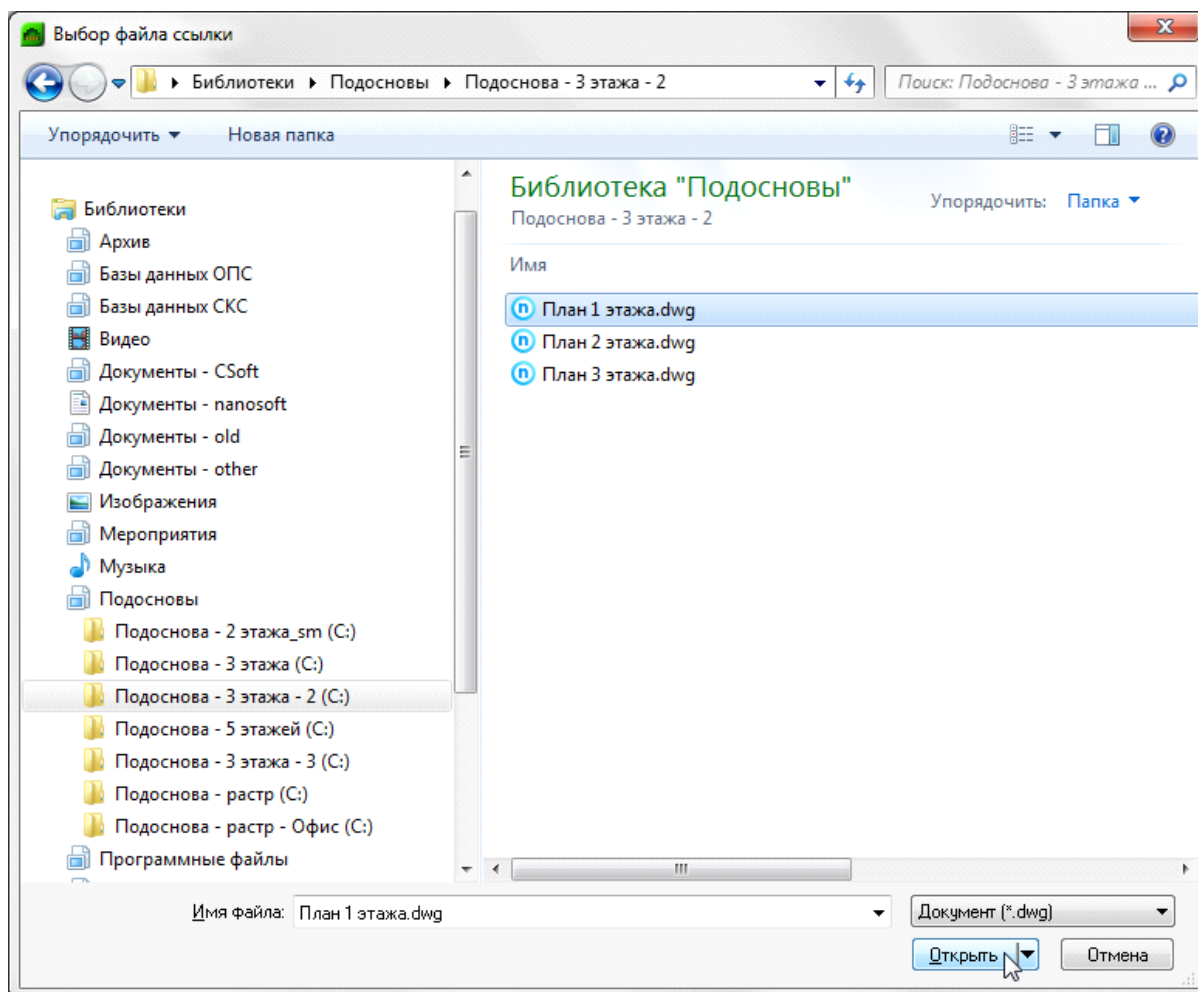 Выбор файла ссылки
Библиотеки Подосновы Подоснова - 3 этажа - 2 Поиск: Подоснова - 3 этажа ...
Упорядочить Новая папка
Библиотека "Подосновы"
Подоснова - 3 этажа - 2
Упорядочить: Папка
Имя
План 1 этажа.dwg
План 2 этажа.dwg
План 3 этажа.dwg
Библиотеки
Архив
Базы данных ОПС
Базы данных СКС
Видео
Документы - CSoft
Документы - nanosoft
Документы - old
Документы - other
Изображения
Мероприятия
Музыка
Подосновы
Подоснова - 2 этажа_sm (C:)
Подоснова - 3 этажа (C:)
Подоснова - 3 этажа - 2 (C:)
Подоснова - 5 этажей (C:)
Подоснова - 3 этажа - 3 (C:)
Подоснова - растр (C:)
Подоснова - растр - Офис (C:)
Программные файлы
Имя файла: План 1 этажа.dwg Документ (*.dwg)
Открыть Отмена